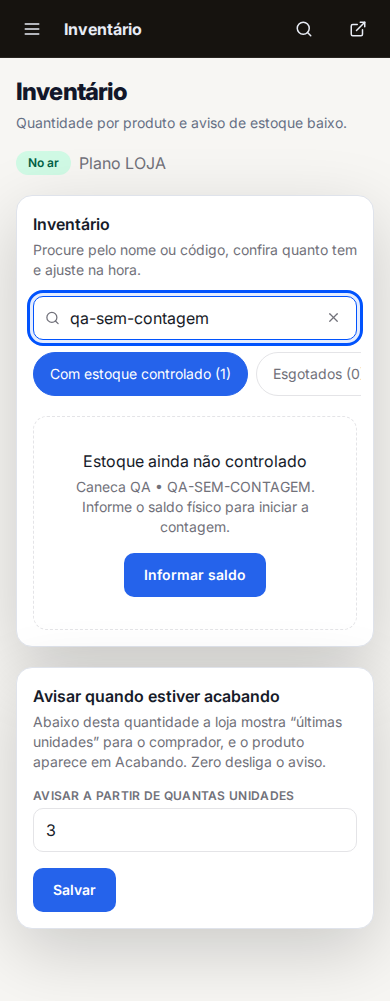 Inventário
Inventário
Quantidade por produto e aviso de estoque baixo.
No ar Plano LOJA
Inventário
Procure pelo nome ou código, confira quanto tem
e ajuste na hora.
qa-sem-contagem
Com estoque controlado (1) Esgotados (0
Estoque ainda não controlado
Caneca QA • QA-SEM-CONTAGEM.
Informe o saldo físico para iniciar a
contagem.
Informar saldo
Avisar quando estiver acabando
Abaixo desta quantidade a loja mostra “últimas
unidades” para o comprador, e o produto
aparece em Acabando. Zero desliga o aviso.
AVISAR A PARTIR DE QUANTAS UNIDADES
3
Salvar